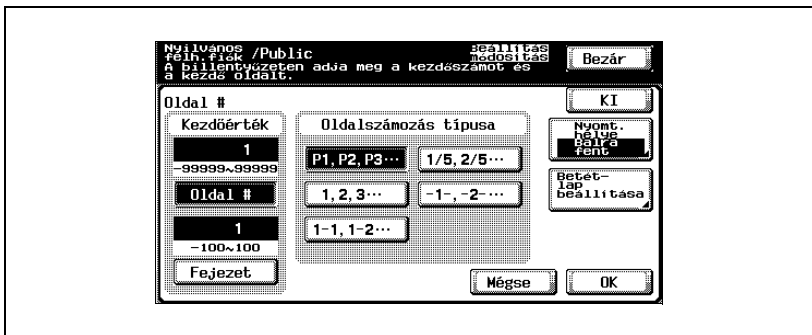 Nyilvános
felh.fiók /Public
Beállítás
módosítás
Bezár
A billentyűzeten adja meg a kezdőszámot és
a kezdő oldalt.
Oldal #
KI
Kezdőérték
Oldalszámozás típusa
Nyomt.
helye
Balra
fent
1
-99999~99999
P1, P2, P3···
1/5, 2/5···
Oldal #
1, 2, 3···
-1-, -2-···
Betét-
lap
beállítása
1
-100~100
1-1, 1-2···
Fejezet
Mégse
OK